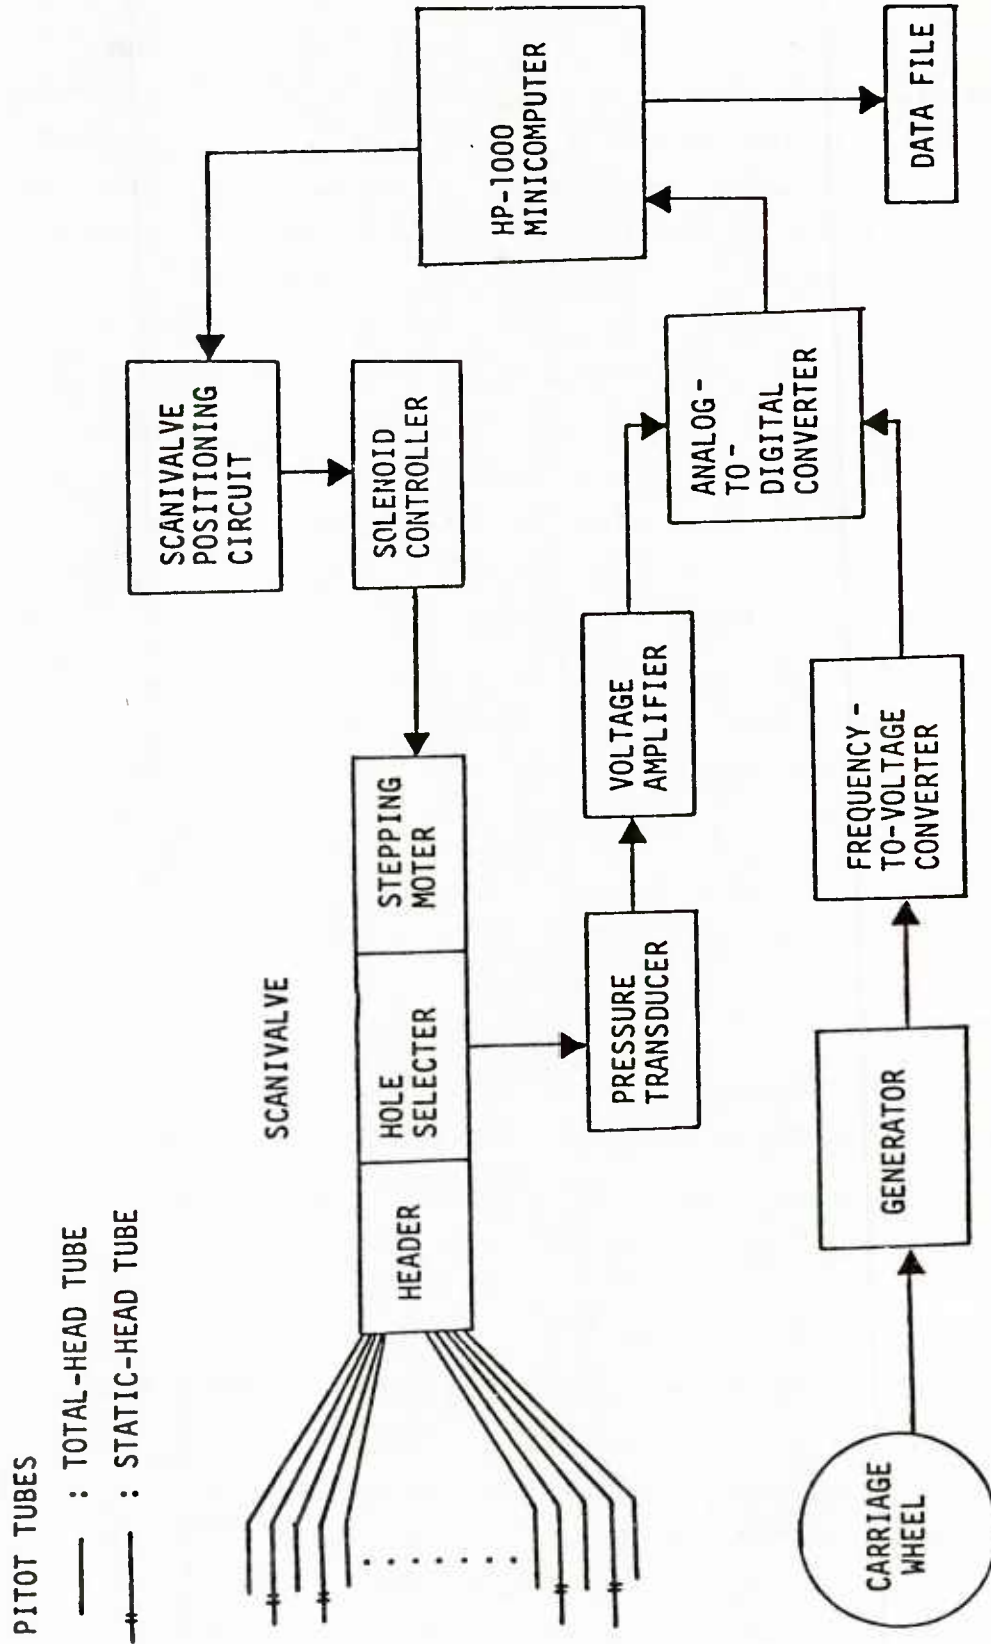 PITOT TUBES
: TOTAL-HEAD TUBE
: STATIC-HEAD TUBE
SCANIVALVE
HEADER
HOLE
SELECTER
STEPPING
MOTER
SCANIVALVE
POSITIONING
CIRCUIT
SOLENOID
CONTROLLER
HP-1000
MINICOMPUTER
PRESSURE
TRANSDUCER
VOLTAGE
AMPLIFIER
ANALOG-
TO-
DIGITAL
CONVERTER
CARRIAGE
WHEEL
GENERATOR
FREQUENCY-
TO-VOLTAGE
CONVERTER
DATA FILE